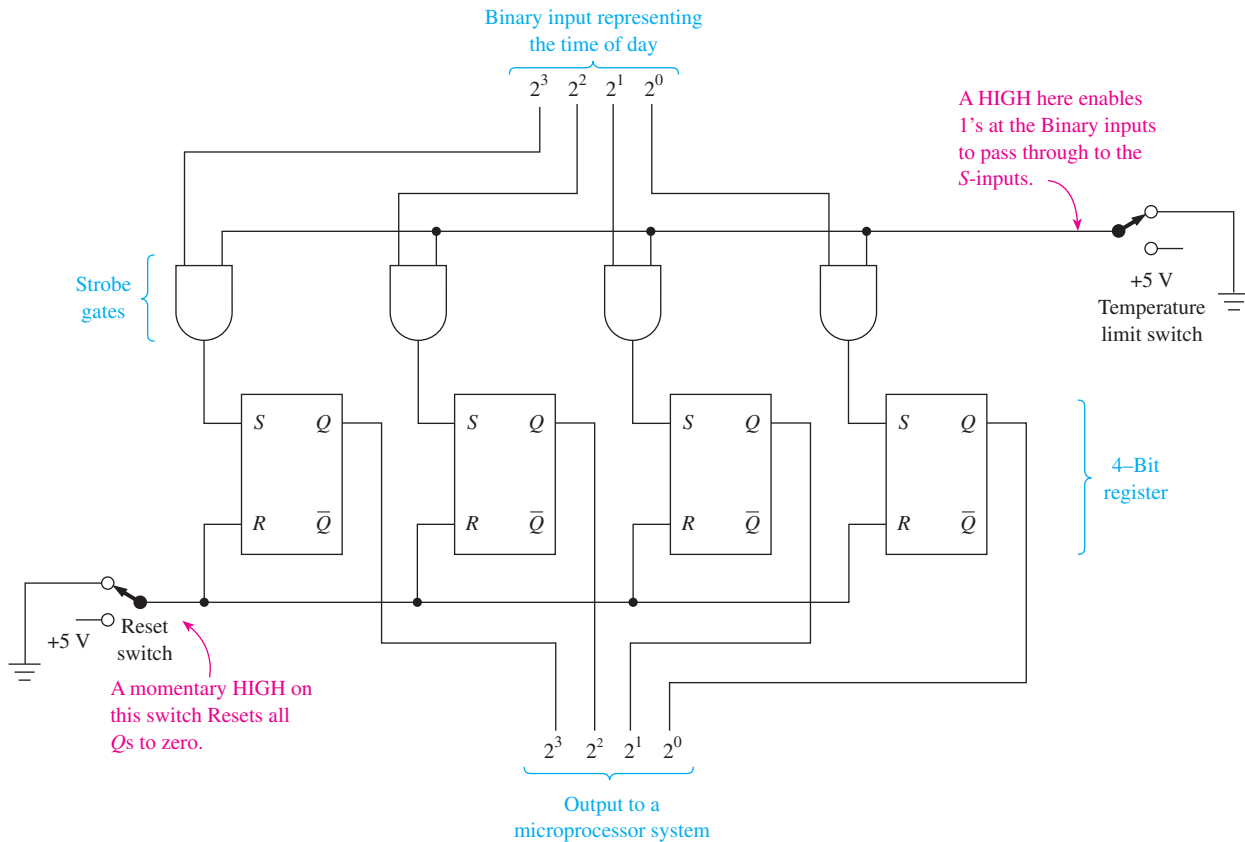 Binary input representing
the time of day
2³ 2² 2¹ 2⁰
A HIGH here enables
1's at the Binary inputs
to pass through to the
S-inputs.
Strobe
gates
+5 V
Temperature
limit switch
S Q S Q S Q S Q
R Q̅ R Q̅ R Q̅ R Q̅
4–Bit
register
+5 V
Reset
switch
A momentary HIGH on
this switch Resets all
Qs to zero.
2³ 2² 2¹ 2⁰
Output to a
microprocessor system